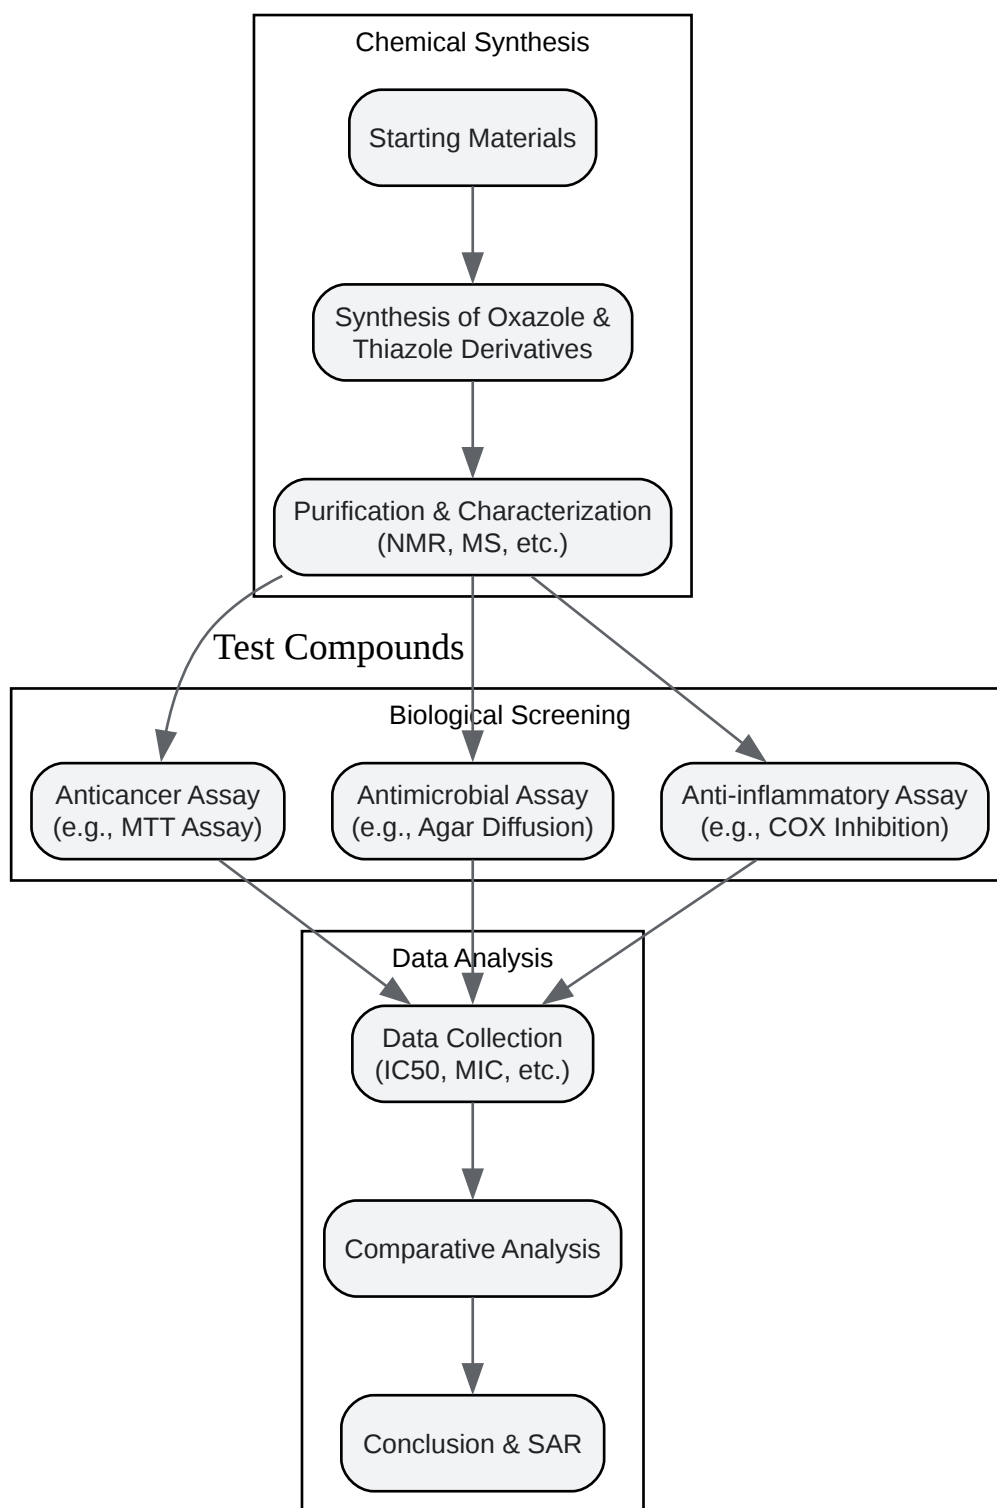 Chemical Synthesis
Starting Materials
Synthesis of Oxazole &
Thiazole Derivatives
Purification & Characterization
(NMR, MS, etc.)
Test Compounds
Biological Screening
Anticancer Assay
(e.g., MTT Assay)
Antimicrobial Assay
(e.g., Agar Diffusion)
Anti-inflammatory Assay
(e.g., COX Inhibition)
Data Analysis
Data Collection
(IC50, MIC, etc.)
Comparative Analysis
Conclusion & SAR